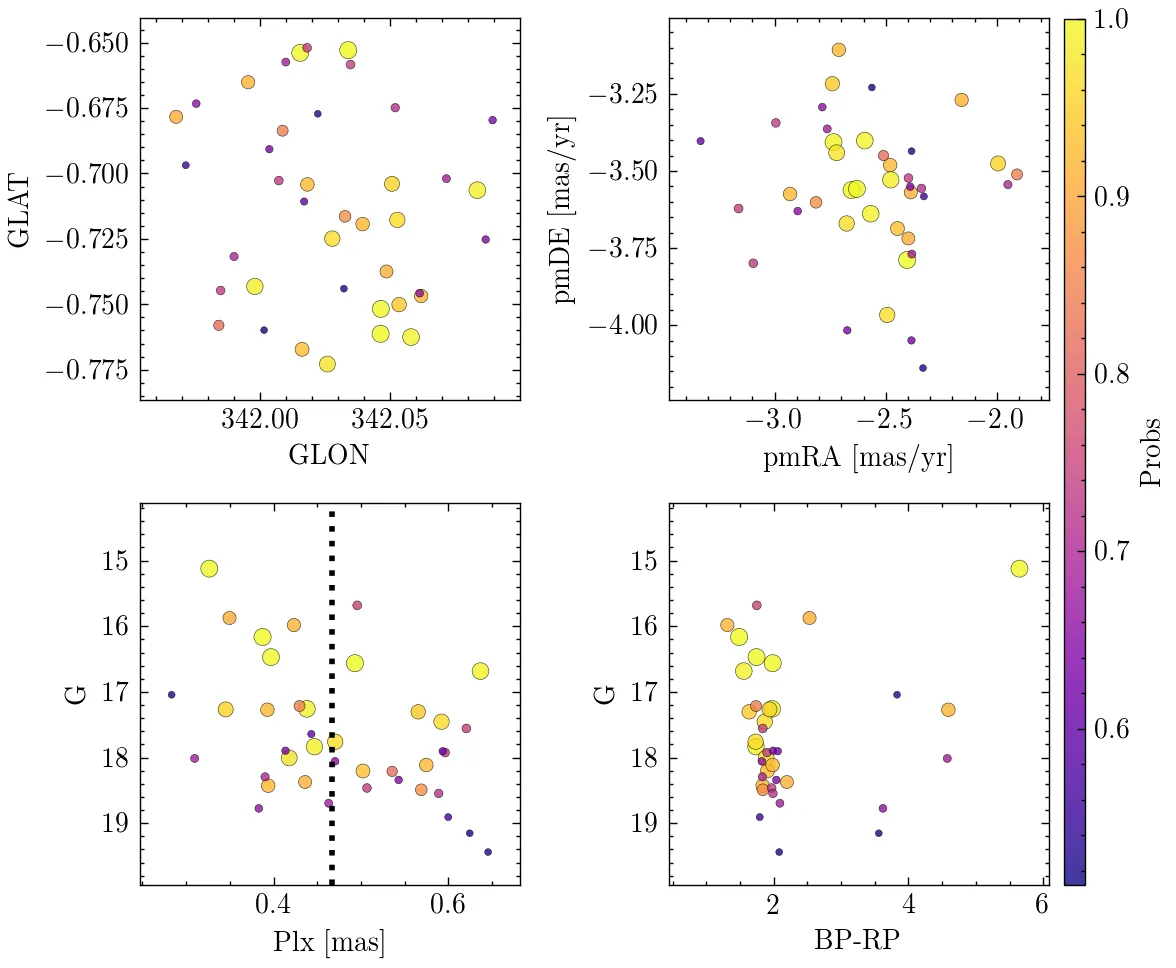 −0.650
−0.675
−0.700
−0.725
−0.750
−0.775
GLAT
342.00 342.05
GLON
−3.25
−3.50
−3.75
−4.00
pmDE [mas/yr]
−3.0 −2.5 −2.0
pmRA [mas/yr]
15
16
17
18
19
G
0.4 0.6
Plx [mas]
15
16
17
18
19
G
2 4 6
BP-RP
1.0
0.9
0.8
0.7
0.6
Probs